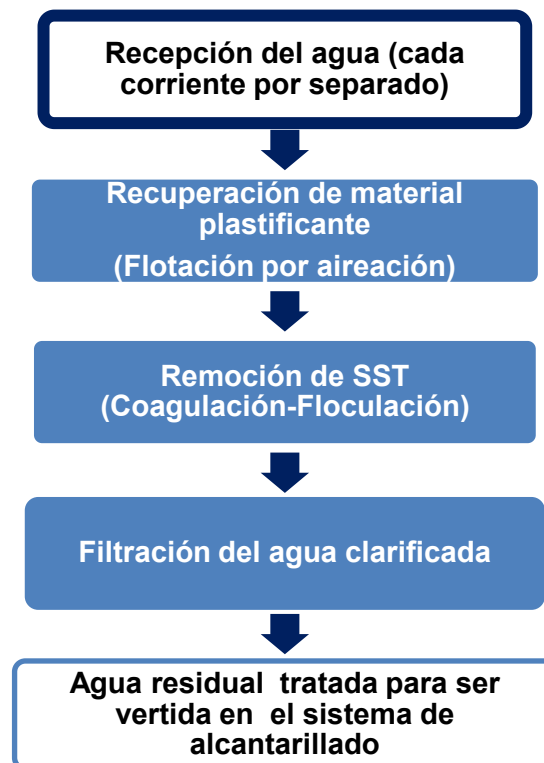 Recepción del agua (cada
corriente por separado)
Recuperación de material
plastificante
(Flotación por aireación)
Remoción de SST
(Coagulación-Floculación)
Filtración del agua clarificada
Agua residual tratada para ser
vertida en el sistema de
alcantarillado